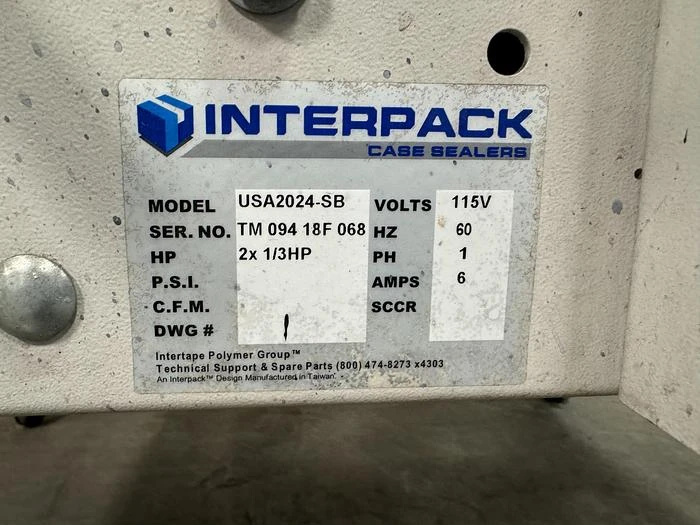 INTERPACK
CASE SEALERS
MODEL USA2024-SB VOLTS 115V
SER. NO. TM 094 18F 068 HZ 60
HP 2x 1/3HP PH 1
P.S.I. AMPS 6
C.F.M. SCCR
DWG #
Intertape Polymer Group™
Technical Support & Spare Parts (800) 474-8273 x4303
An Interpack™ Design Manufactured in Taiwan.